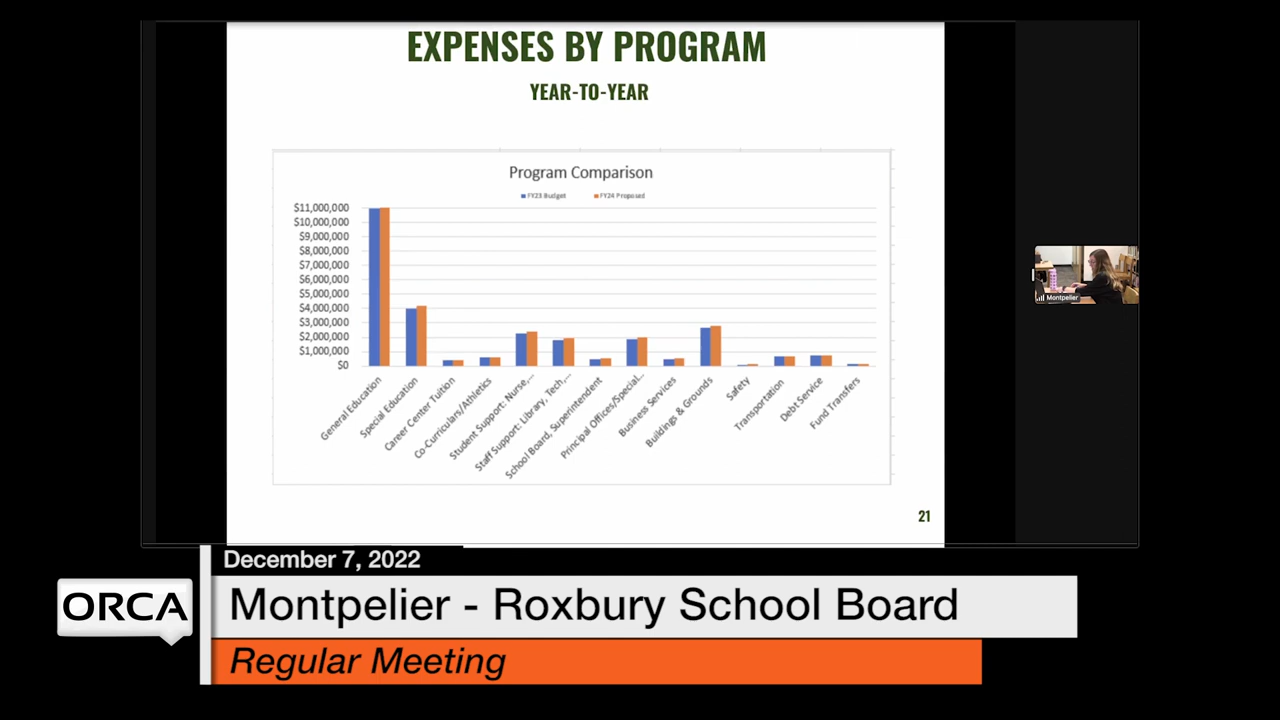 EXPENSES BY PROGRAM
YEAR-TO-YEAR
Program Comparison
FY23 Budget FY24 Proposed
$11,000,000
$10,000,000
$9,000,000
$8,000,000
$7,000,000
$6,000,000
$5,000,000
$4,000,000
$3,000,000
$2,000,000
$1,000,000
$0
General Education
Special Education
Career Center Tuition
Co-Curriculars/Athletics
Student Support: Nurse,...
Staff Support: Library, Tech,...
School Board, Superintendent
Principal Offices/Special...
Business Services
Buildings & Grounds
Safety
Transportation
Debt Service
Fund Transfers
21
Montpelier
December 7, 2022
ORCA
Montpelier - Roxbury School Board
Regular Meeting